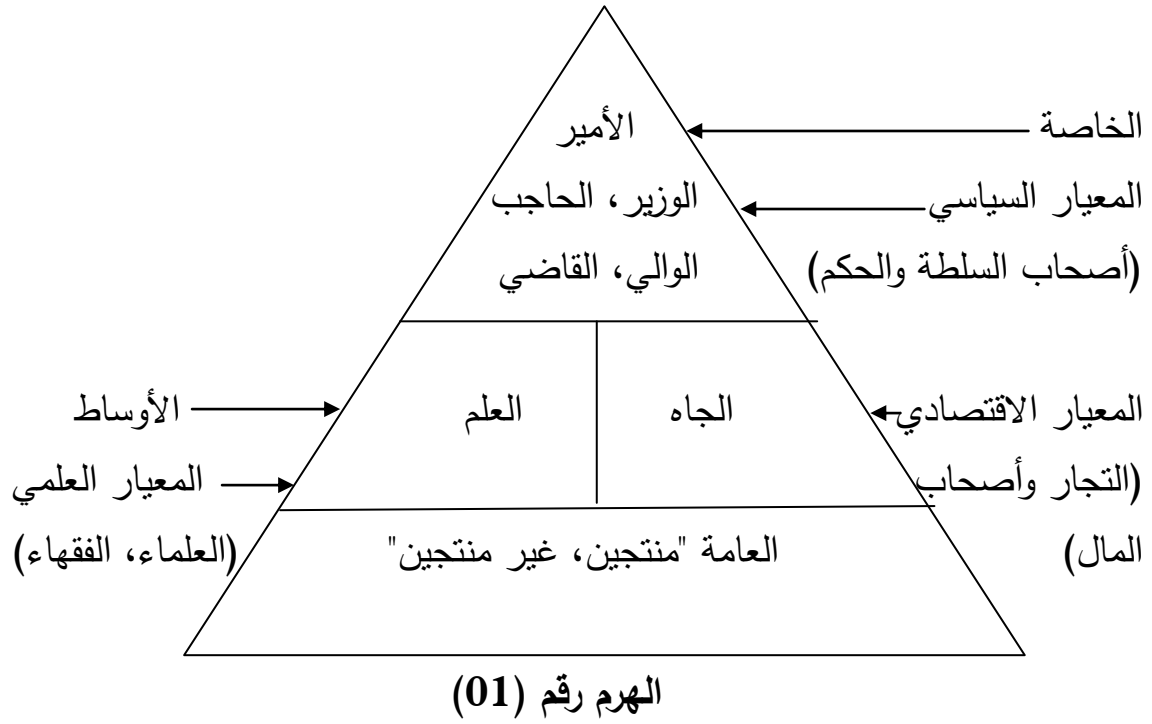 الأمير
الخاصة
الوزير، الحاجب
المعيار السياسي
الوالي، القاضي
(أصحاب السلطة والحكم)
المعيار الاقتصادي
الجاه
العلم
الأوساط
(التجار وأصحاب
المعيار العلمي
المال)
العامة "منتجين، غير منتجين"
(العلماء، الفقهاء)
الهرم رقم (01)